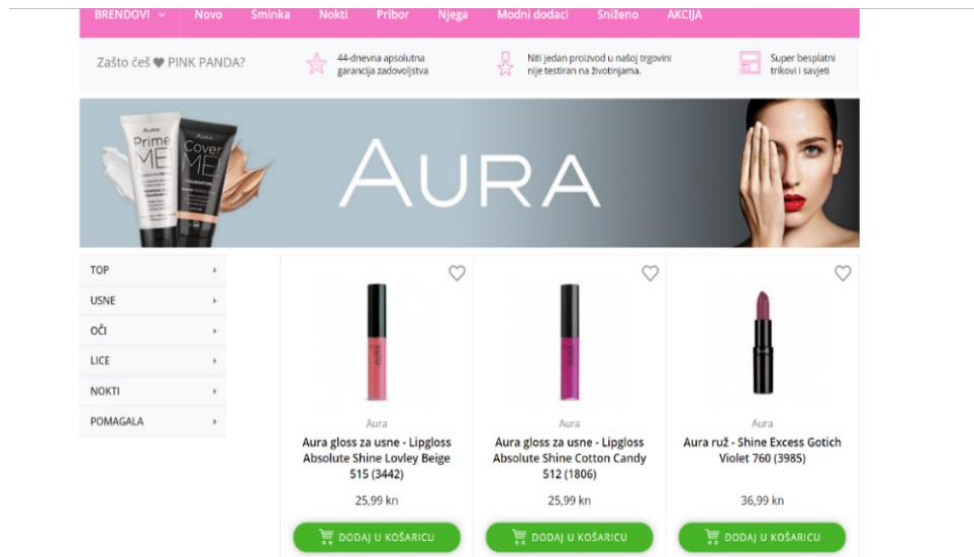 BRENDOVI Novo Šminka Nokti Pribor Njega Modni dodaci Sniženo AKCIJA
Zašto ćeš PINK PANDA?
44-dnevna apsolutna
garancija zadovoljstva
Niti jedan proizvod u našoj trgovini
nije testiran na životinjama.
Super besplatni
trikovi i savjeti
AURA
Prime
ME
AURA
Cover
ME
FOUNDATION
AURA
TOP
USNE
OČI
LICE
NOKTI
POMAGALA
Aura
Aura gloss za usne - Lipgloss
Absolute Shine Lovley Beige
515 (3442)
25,99 kn
DODAJ U KOŠARICU
Aura
Aura gloss za usne - Lipgloss
Absolute Shine Cotton Candy
512 (1806)
25,99 kn
DODAJ U KOŠARICU
Aura
Aura ruž - Shine Excess Gotich
Violet 760 (3985)
36,99 kn
DODAJ U KOŠARICU